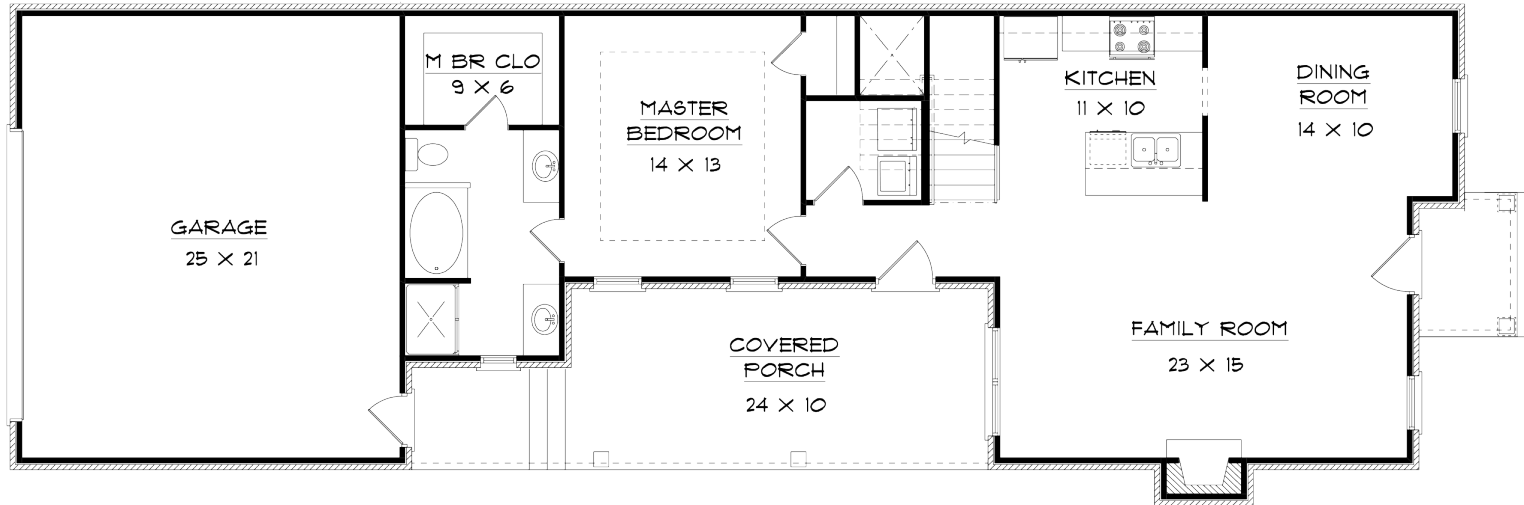 M BR CLO
9 X 6
MASTER
BEDROOM
14 X 13
KITCHEN
11 X 10
DINING
ROOM
14 X 10
GARAGE
25 X 21
COVERED
PORCH
24 X 10
FAMILY ROOM
23 X 15